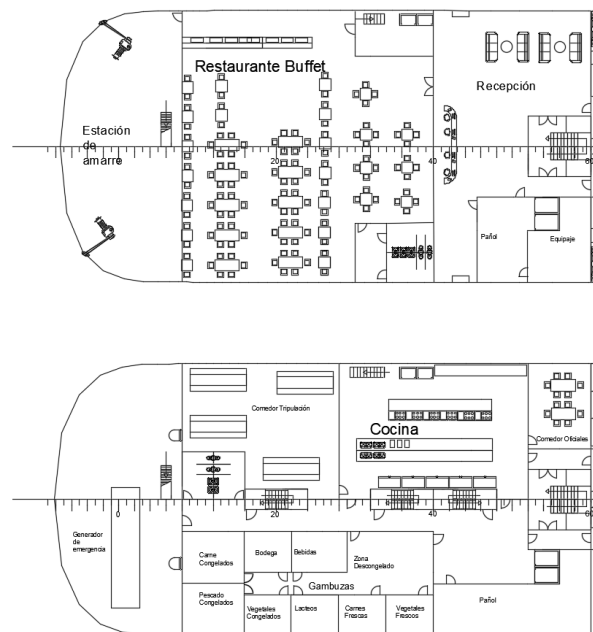 Restaurante Buffet
Recepción
Estación
de
amarre
20
40
60
Pañol
Equipaje
Comedor Tripulación
Cocina
Comedor Oficiales
0
20
40
60
Generador
de
emergencia
Carne
Congelados
Bodega
Bebidas
Zona
Descongelado
Gambuzas
Pescado
Congelados
Vegetales
Congelados
Lacteos
Carnes
Frescas
Vegetales
Frescos
Pañol